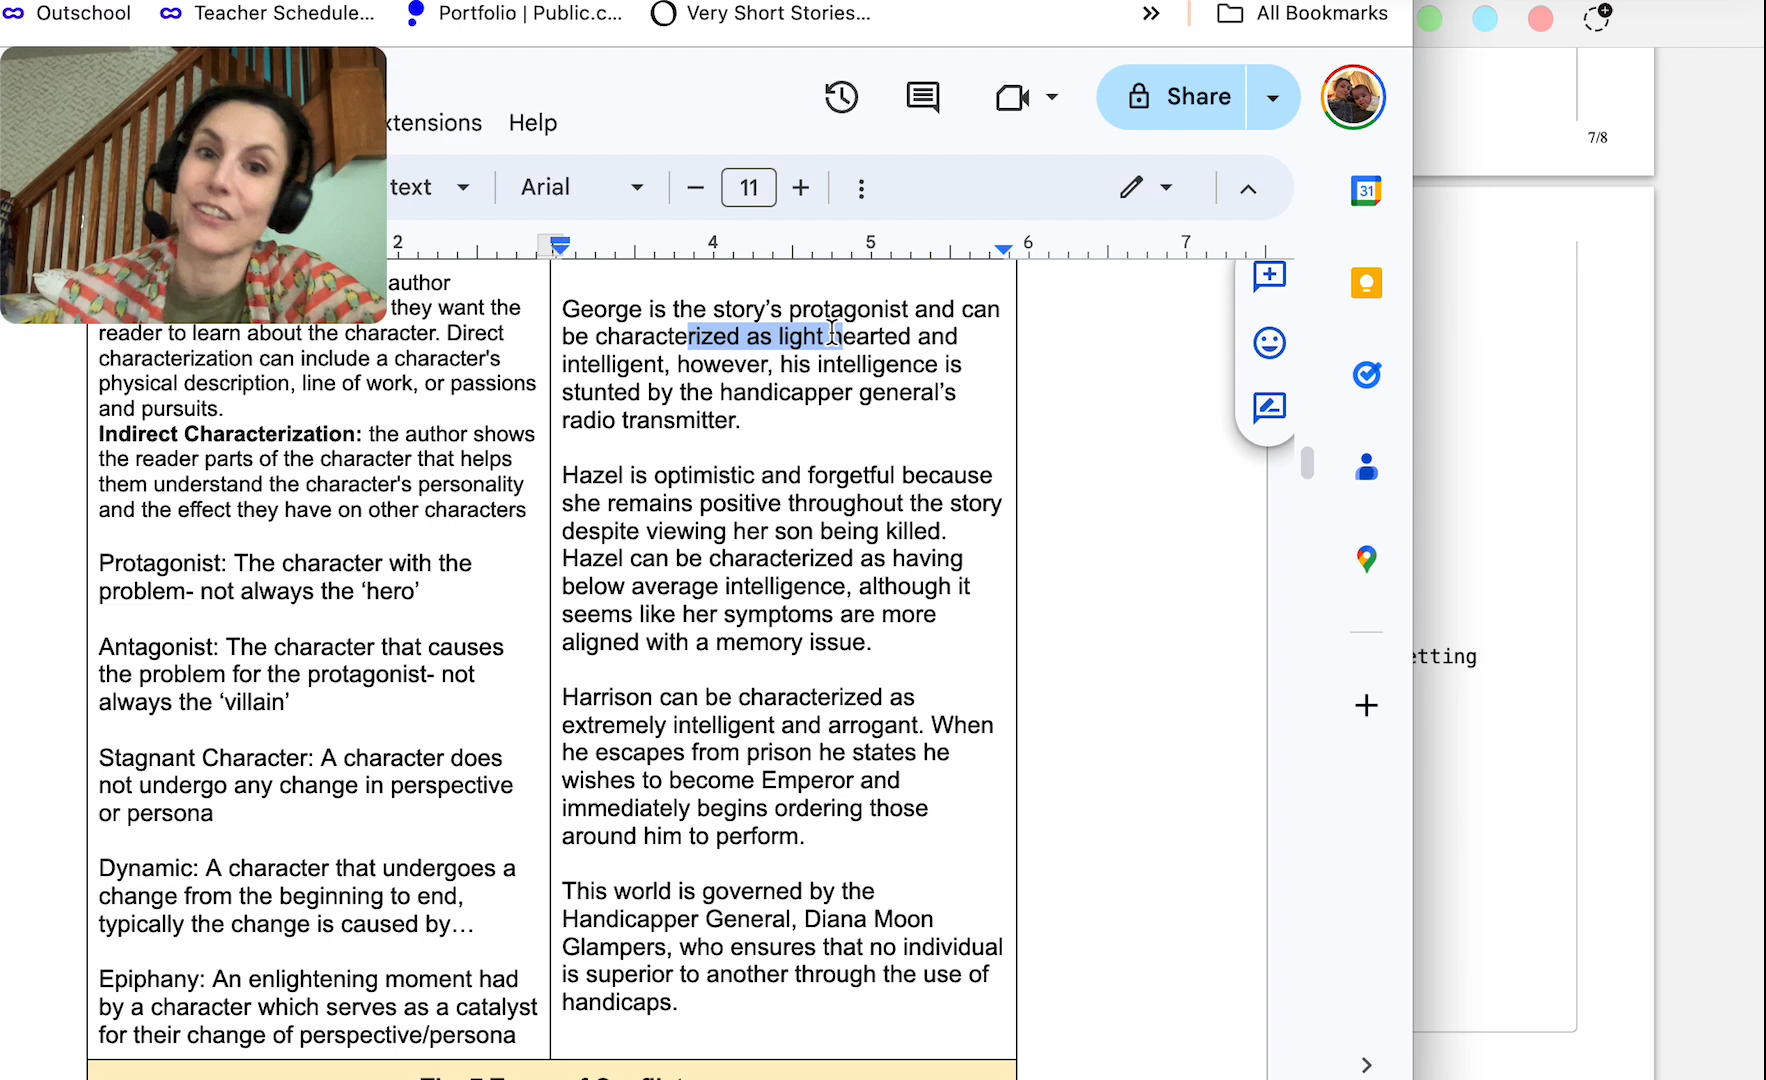 Outschool
Teacher Schedule...
Portfolio | Public.c...
Very Short Stories...
»
All Bookmarks
xtensions
Help
Share
text
Arial
11
31
7/8
2
4
5
6
7
author
they want the
reader to learn about the character. Direct
characterization can include a character's
physical description, line of work, or passions
and pursuits.
Indirect Characterization: the author shows
the reader parts of the character that helps
them understand the character's personality
and the effect they have on other characters
Protagonist: The character with the
problem- not always the ‘hero’
Antagonist: The character that causes
the problem for the protagonist- not
always the ‘villain’
Stagnant Character: A character does
not undergo any change in perspective
or persona
Dynamic: A character that undergoes a
change from the beginning to end,
typically the change is caused by…
Epiphany: An enlightening moment had
by a character which serves as a catalyst
for their change of perspective/persona
George is the story’s protagonist and can
be characterized as light hearted and
intelligent, however, his intelligence is
stunted by the handicapper general’s
radio transmitter.
Hazel is optimistic and forgetful because
she remains positive throughout the story
despite viewing her son being killed.
Hazel can be characterized as having
below average intelligence, although it
seems like her symptoms are more
aligned with a memory issue.
Harrison can be characterized as
extremely intelligent and arrogant. When
he escapes from prison he states he
wishes to become Emperor and
immediately begins ordering those
around him to perform.
This world is governed by the
Handicapper General, Diana Moon
Glampers, who ensures that no individual
is superior to another through the use of
handicaps.
etting